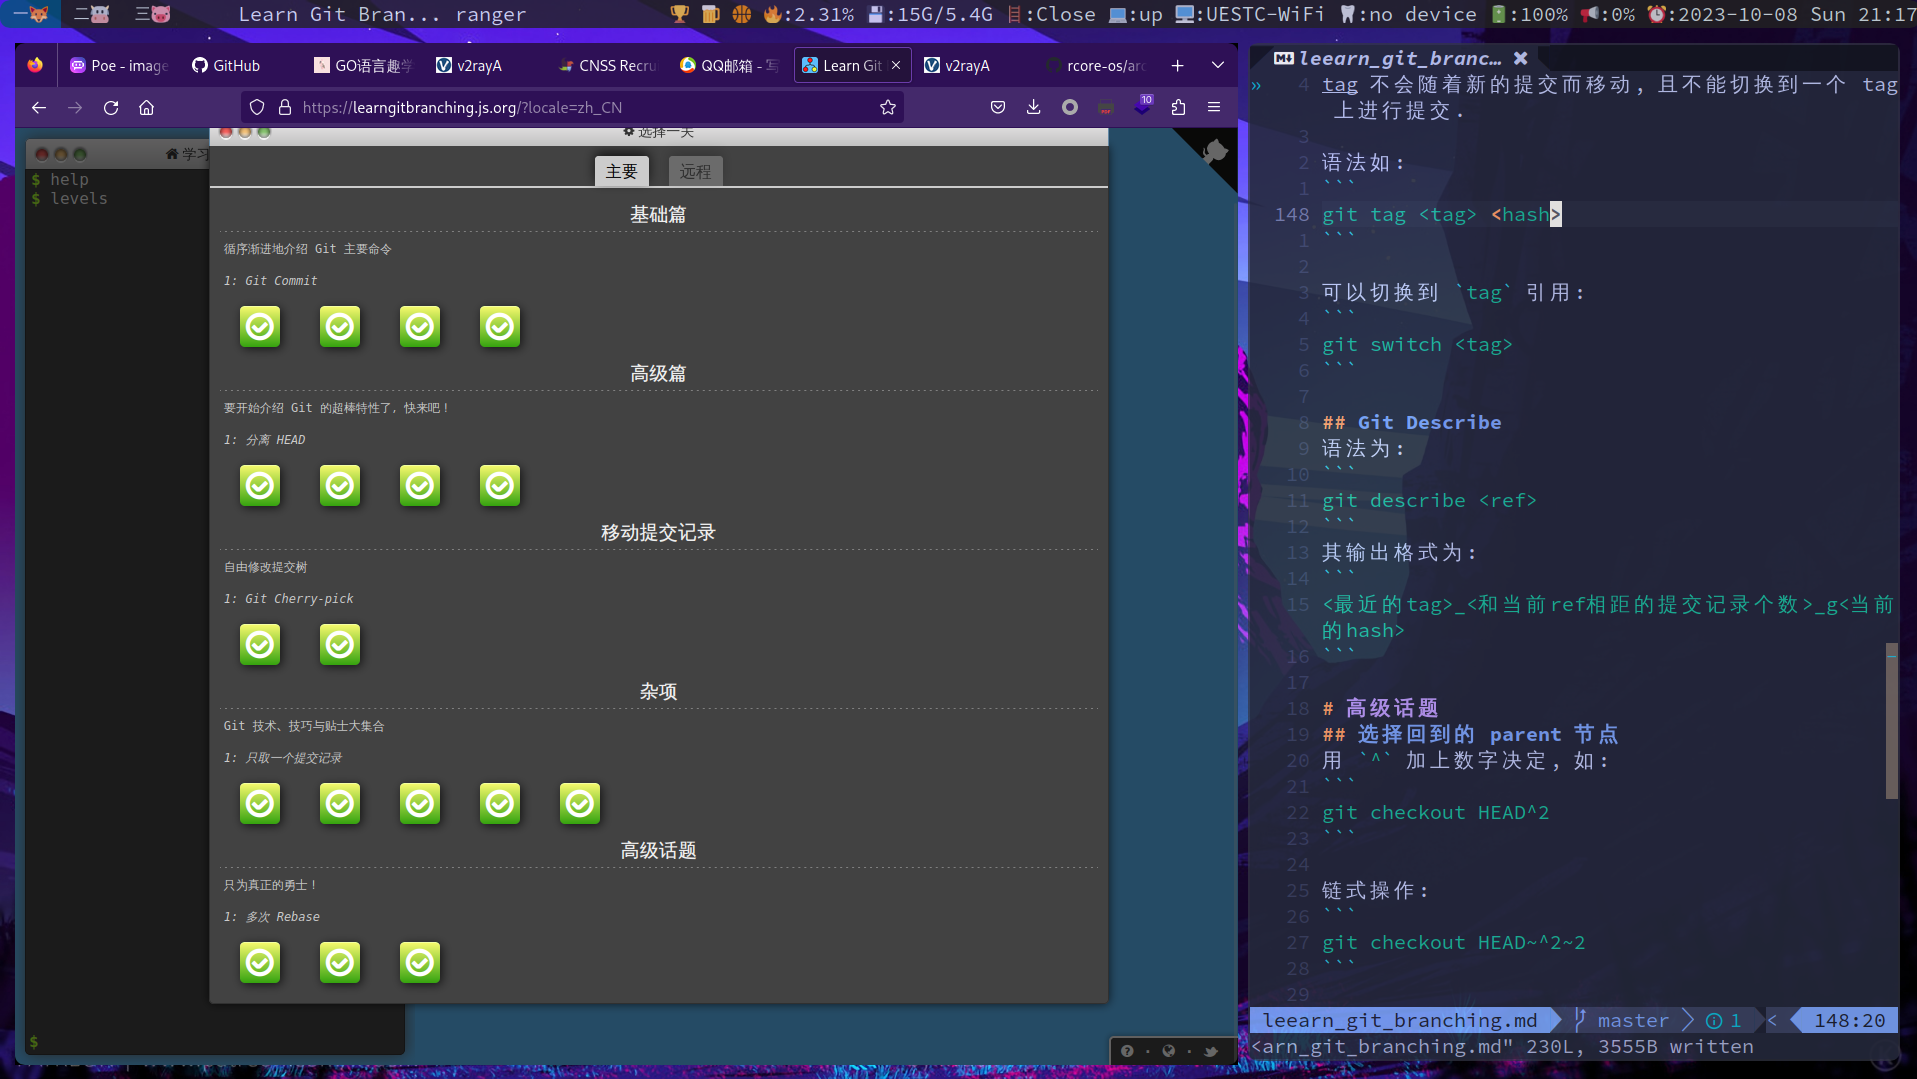 一 二 三 Learn Git Bran... ranger :2.31% :15G/5.4G :Close :up :UESTC-WiFi :no device :100% :0% :2023-10-08 Sun 21:17
Poe - image GitHub GO语言趣学 v2rayA CNSS Recru QQ邮箱 - 写 Learn Git v2rayA rcore-os/arc
https://learngitbranching.js.org/?locale=zh_CN
10
学习
$ help
$ levels
$
选择一关
主要 远程
基础篇
循序渐进地介绍 Git 主要命令
1: Git Commit
高级篇
要开始介绍 Git 的超棒特性了, 快来吧!
1: 分离 HEAD
移动提交记录
自由修改提交树
1: Git Cherry-pick
杂项
Git 技术、技巧与贴士大集合
1: 只取一个提交记录
高级话题
只为真正的勇士!
1: 多次 Rebase
leearn_git_branc…
4 tag 不会随着新的提交而移动, 且不能切换到一个 tag
上进行提交.
3
2 语法如:
1 ```
148 git tag <tag> <hash>
1 ```
2
3 可以切换到 `tag` 引用:
4 ```
5 git switch <tag>
6 ```
7
8 ## Git Describe
9 语法为:
10 ```
11 git describe <ref>
12 ```
13 其输出格式为:
14 ```
15 <最近的tag>_<和当前ref相距的提交记录个数>_g<当前
的hash>
16 ```
17
18 # 高级话题
19 ## 选择回到的 parent 节点
20 用 `^` 加上数字决定, 如:
21 ```
22 git checkout HEAD^2
23 ```
24
25 链式操作:
26 ```
27 git checkout HEAD~^2~2
28 ```
29
leearn_git_branching.md master 1 < 148:20
<arn_git_branching.md" 230L, 3555B written